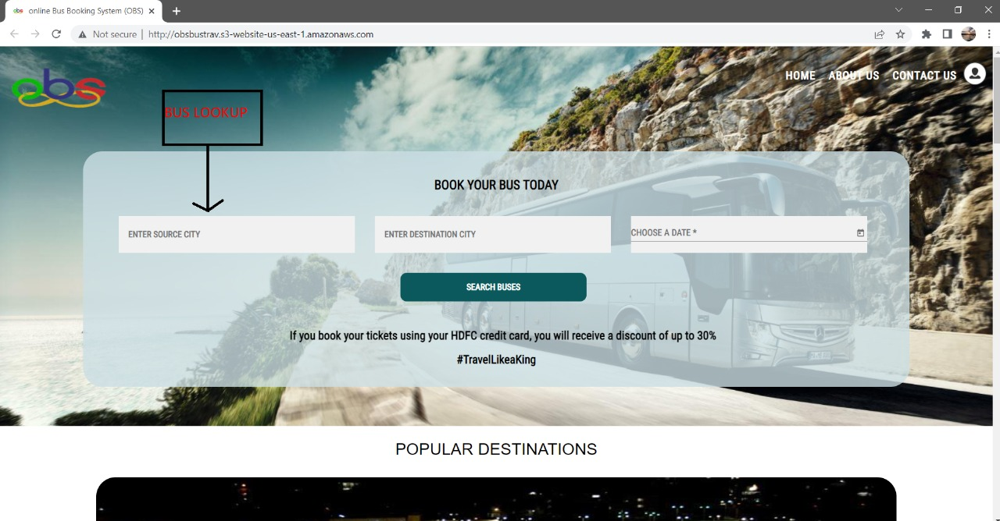 obs online Bus Booking System (OBS)
Not secure | http://obsbustrav.s3-website-us-east-1.amazonaws.com
obs
HOME ABOUT US CONTACT US
BUS LOOKUP
BOOK YOUR BUS TODAY
ENTER SOURCE CITY ENTER DESTINATION CITY CHOOSE A DATE *
SEARCH BUSES
If you book your tickets using your HDFC credit card, you will receive a discount of up to 30%
#TravelLikeaKing
POPULAR DESTINATIONS